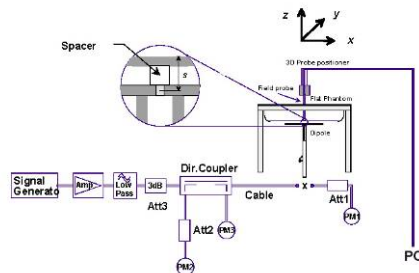 z
y
x
Spacer
s
3D Probe positioner
Field probe
Flat Phantom
Dipole
Dir.Coupler
Signal
Generato
Amp
Low
Pass
3dB
Cable
x
Att1
Att3
Att2
PM3
PM1
PM2
PC